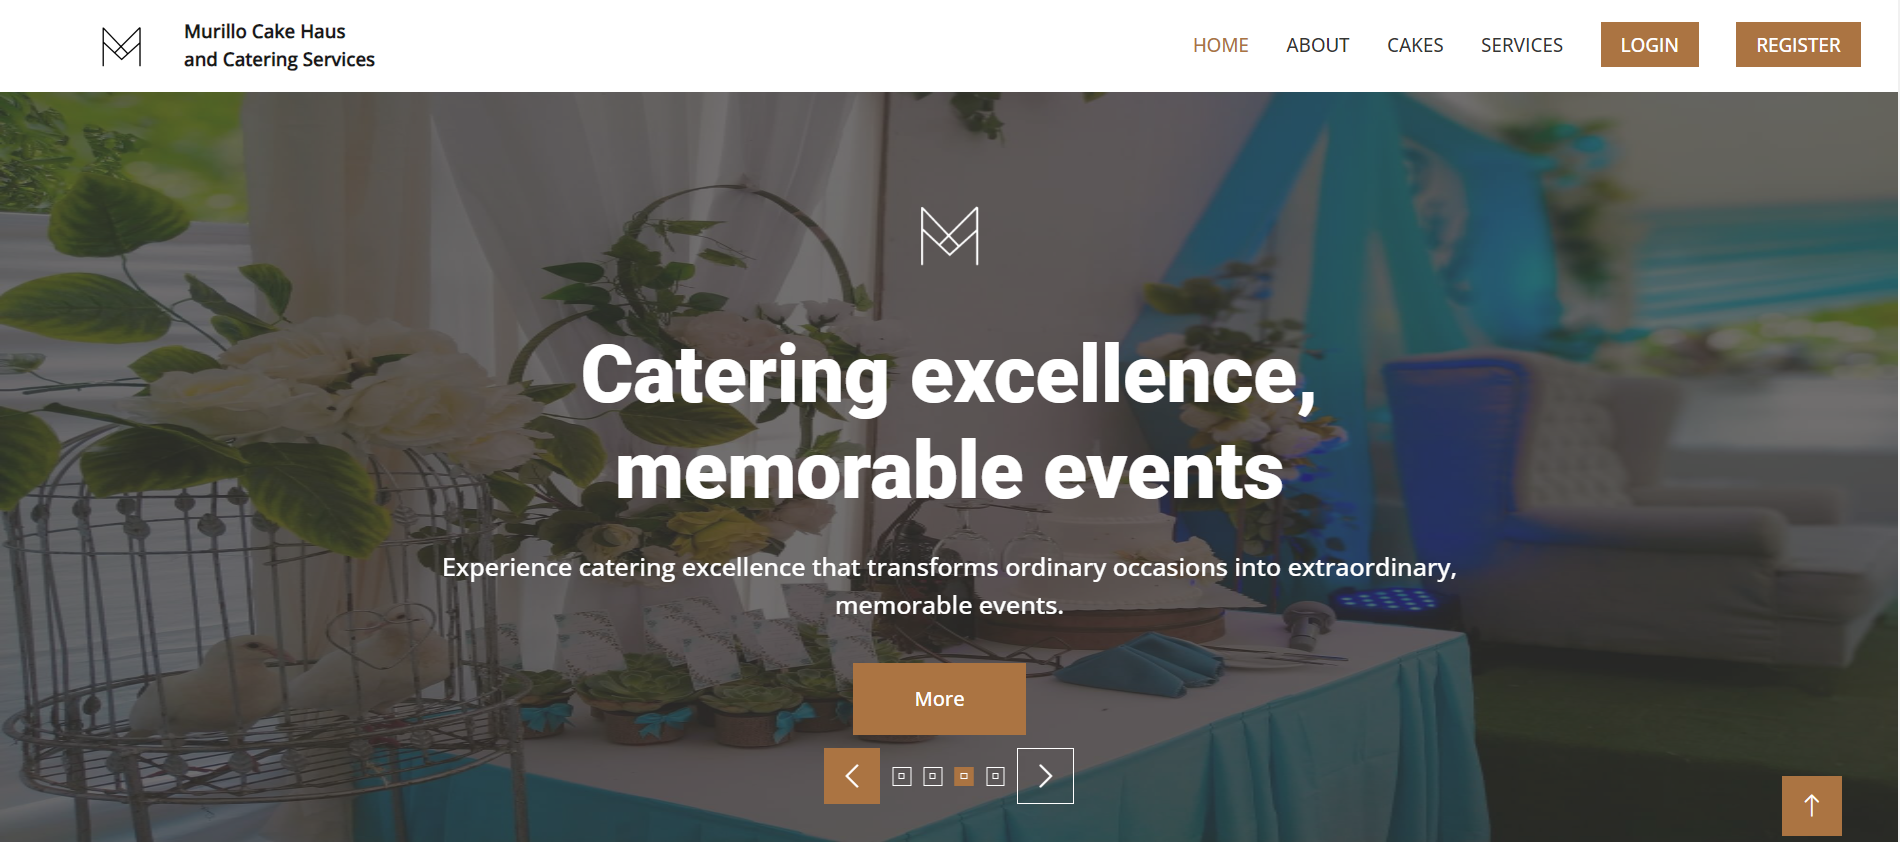 Murillo Cake Haus
and Catering Services
HOME ABOUT CAKES SERVICES LOGIN REGISTER
Catering excellence,
memorable events
Experience catering excellence that transforms ordinary occasions into extraordinary,
memorable events.
More